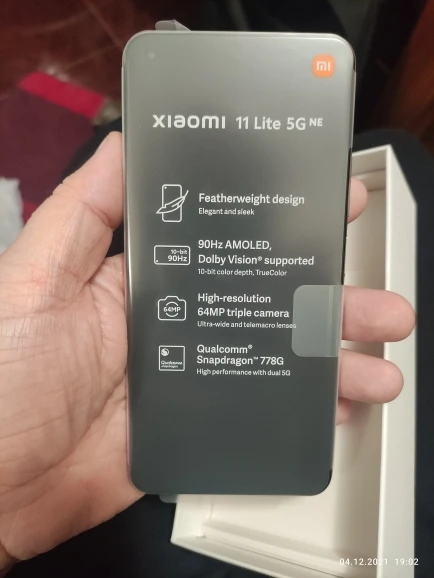 mi
XIAOMI 11 Lite 5G NE
Featherweight design
Elegant and sleek
10-bit
90Hz
90Hz AMOLED,
Dolby Vision® supported
10-bit color depth, TrueColor
64MP
High-resolution
64MP triple camera
Ultra-wide and telemacro lenses
Qualcomm
snapdragon
Qualcomm®
Snapdragon™ 778G
High performance with dual 5G
04.12.2021 19:02